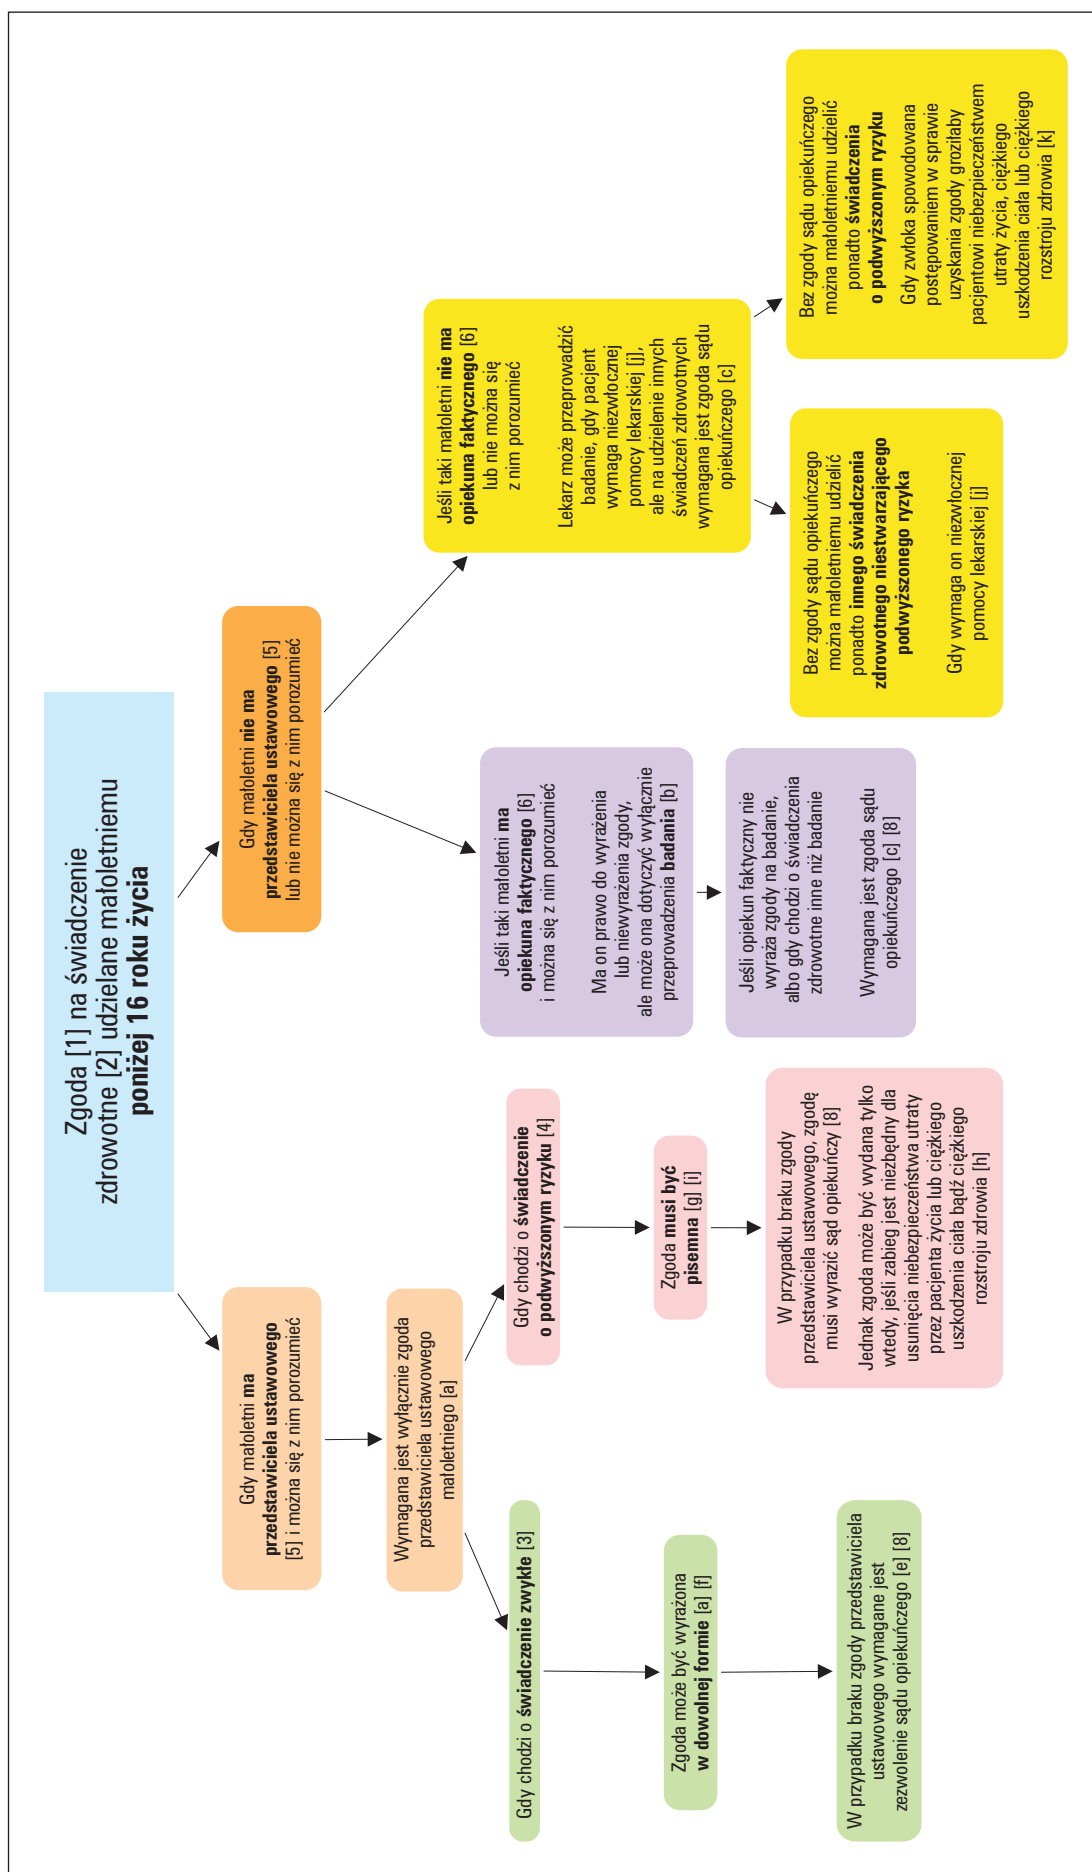 Zgoda [1] na świadczenie
zdrowotne [2] udzielane małoletniemu
poniżej 16 roku życia
Gdy małoletni ma
przedstawiciela ustawowego
[5] i można się z nim porozumieć
Wymagana jest wyłącznie zgoda
przedstawiciela ustawowego
małoletniego [a]
Gdy chodzi o świadczenie zwykłe [3]
Zgoda może być wyrażona
w dowolnej formie [a] [f]
W przypadku braku zgody przedstawiciela
ustawowego wymagane jest
zezwolenie sądu opiekuńczego [e] [8]
Gdy chodzi o świadczenie
o podwyższonym ryzyku [4]
Zgoda musi być
pisemna [g] [i]
W przypadku braku zgody
przedstawiciela ustawowego, zgodę
musi wyrazić sąd opiekuńczy [8]
Jednak zgoda może być wydana tylko
wtedy, jeśli zabieg jest niezbędny dla
usunięcia niebezpieczeństwa utraty
przez pacjenta życia lub ciężkiego
uszkodzenia ciała bądź ciężkiego
rozstroju zdrowia [h]
Gdy małoletni nie ma
przedstawiciela ustawowego [5]
lub nie można się z nim porozumieć
Jeśli taki małoletni ma
opiekuna faktycznego [6]
i można się z nim porozumieć
Ma on prawo do wyrażenia
lub niewyrażenia zgody,
ale może ona dotyczyć wyłącznie
przeprowadzenia badania [b]
Jeśli opiekun faktyczny nie
wyraża zgody na badanie,
albo gdy chodzi o świadczenia
zdrowotne inne niż badanie
Wymagana jest zgoda sądu
opiekuńczego [c] [8]
Jeśli taki małoletni nie ma
opiekuna faktycznego [6]
lub nie można się
z nim porozumieć
Lekarz może przeprowadzić
badanie, gdy pacjent
wymaga niezwłocznej
pomocy lekarskiej [j],
ale na udzielenie innych
świadczeń zdrowotnych
wymagana jest zgoda sądu
opiekuńczego [c]
Bez zgody sądu opiekuńczego
można małoletniemu udzielić
ponadto innego świadczenia
zdrowotnego niestwarzającego
podwyższonego ryzyka
Gdy wymaga on niezwłocznej
pomocy lekarskiej [j]
Bez zgody sądu opiekuńczego
można małoletniemu udzielić
ponadto świadczenia
o podwyższonym ryzyku
Gdy zwłoka spowodowana
postępowaniem w sprawie
uzyskania zgody groziłaby
pacjentowi niebezpieczeństwem
utraty życia, ciężkiego
uszkodzenia ciała lub ciężkiego
rozstroju zdrowia [k]